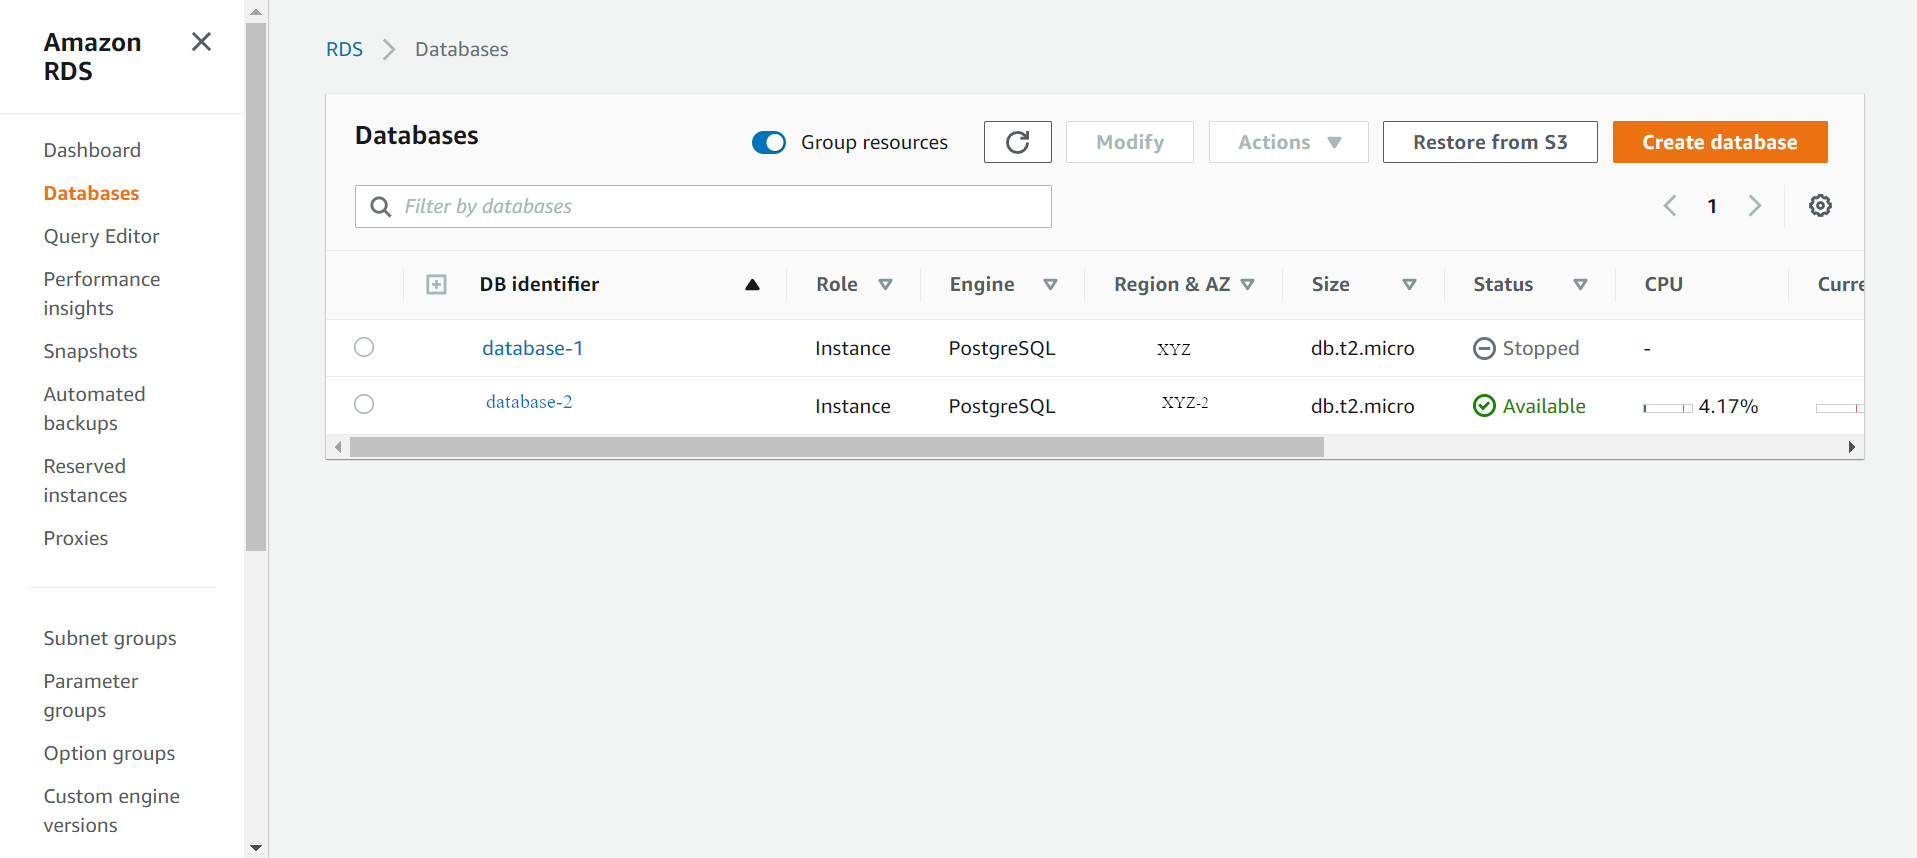 Amazon
RDS
Dashboard
Databases
Query Editor
Performance
insights
Snapshots
Automated
backups
Reserved
instances
Proxies
Subnet groups
Parameter
groups
Option groups
Custom engine
versions
RDS Databases
Databases Group resources Modify Actions Restore from S3 Create database
Filter by databases 1
DB identifier Role Engine Region & AZ Size Status CPU Curre
database-1 Instance PostgreSQL XYZ db.t2.micro Stopped -
database-2 Instance PostgreSQL XYZ-2 db.t2.micro Available 4.17%